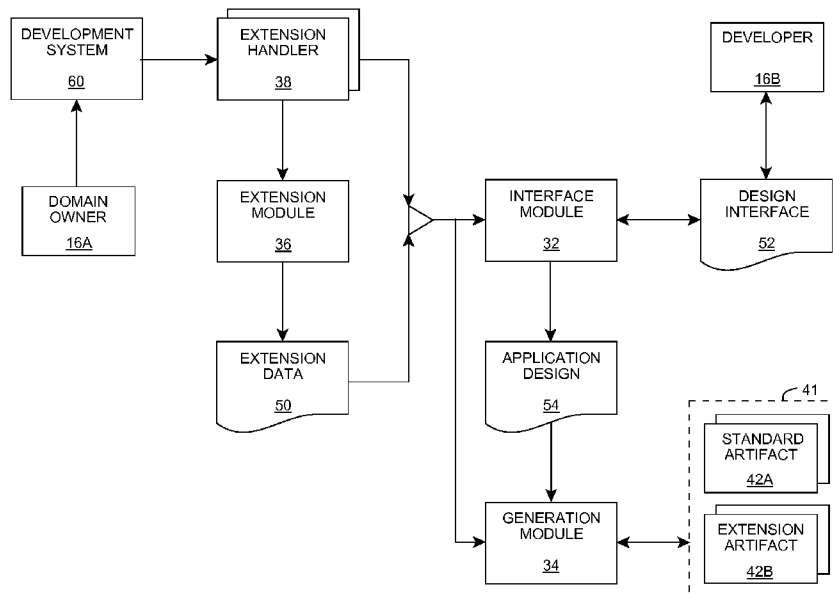 DEVELOPMENT
SYSTEM
60
EXTENSION
HANDLER
38
DEVELOPER
16B
DOMAIN
OWNER
16A
EXTENSION
MODULE
36
INTERFACE
MODULE
32
DESIGN
INTERFACE
52
EXTENSION
DATA
50
APPLICATION
DESIGN
54
41
STANDARD
ARTIFACT
42A
GENERATION
MODULE
34
EXTENSION
ARTIFACT
42B